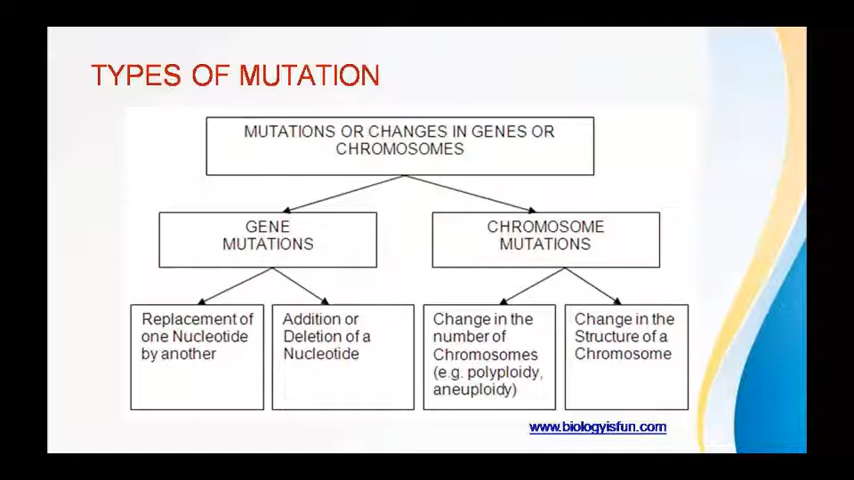 TYPES OF MUTATION
MUTATIONS OR CHANGES IN GENES OR
CHROMOSOMES
GENE
MUTATIONS
CHROMOSOME
MUTATIONS
Replacement of
one Nucleotide
by another
Addition or
Deletion of a
Nucleotide
Change in the
number of
Chromosomes
(e.g. polyploidy,
aneuploidy)
Change in the
Structure of a
Chromosome
www.biologyisfun.com